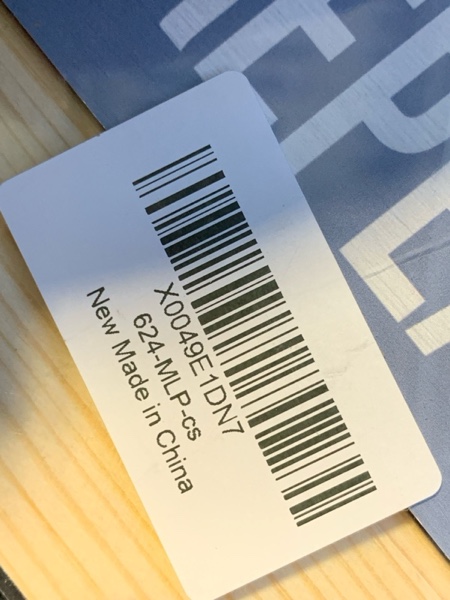 X0049E1DN7
624-MLP-cs
New Made in China